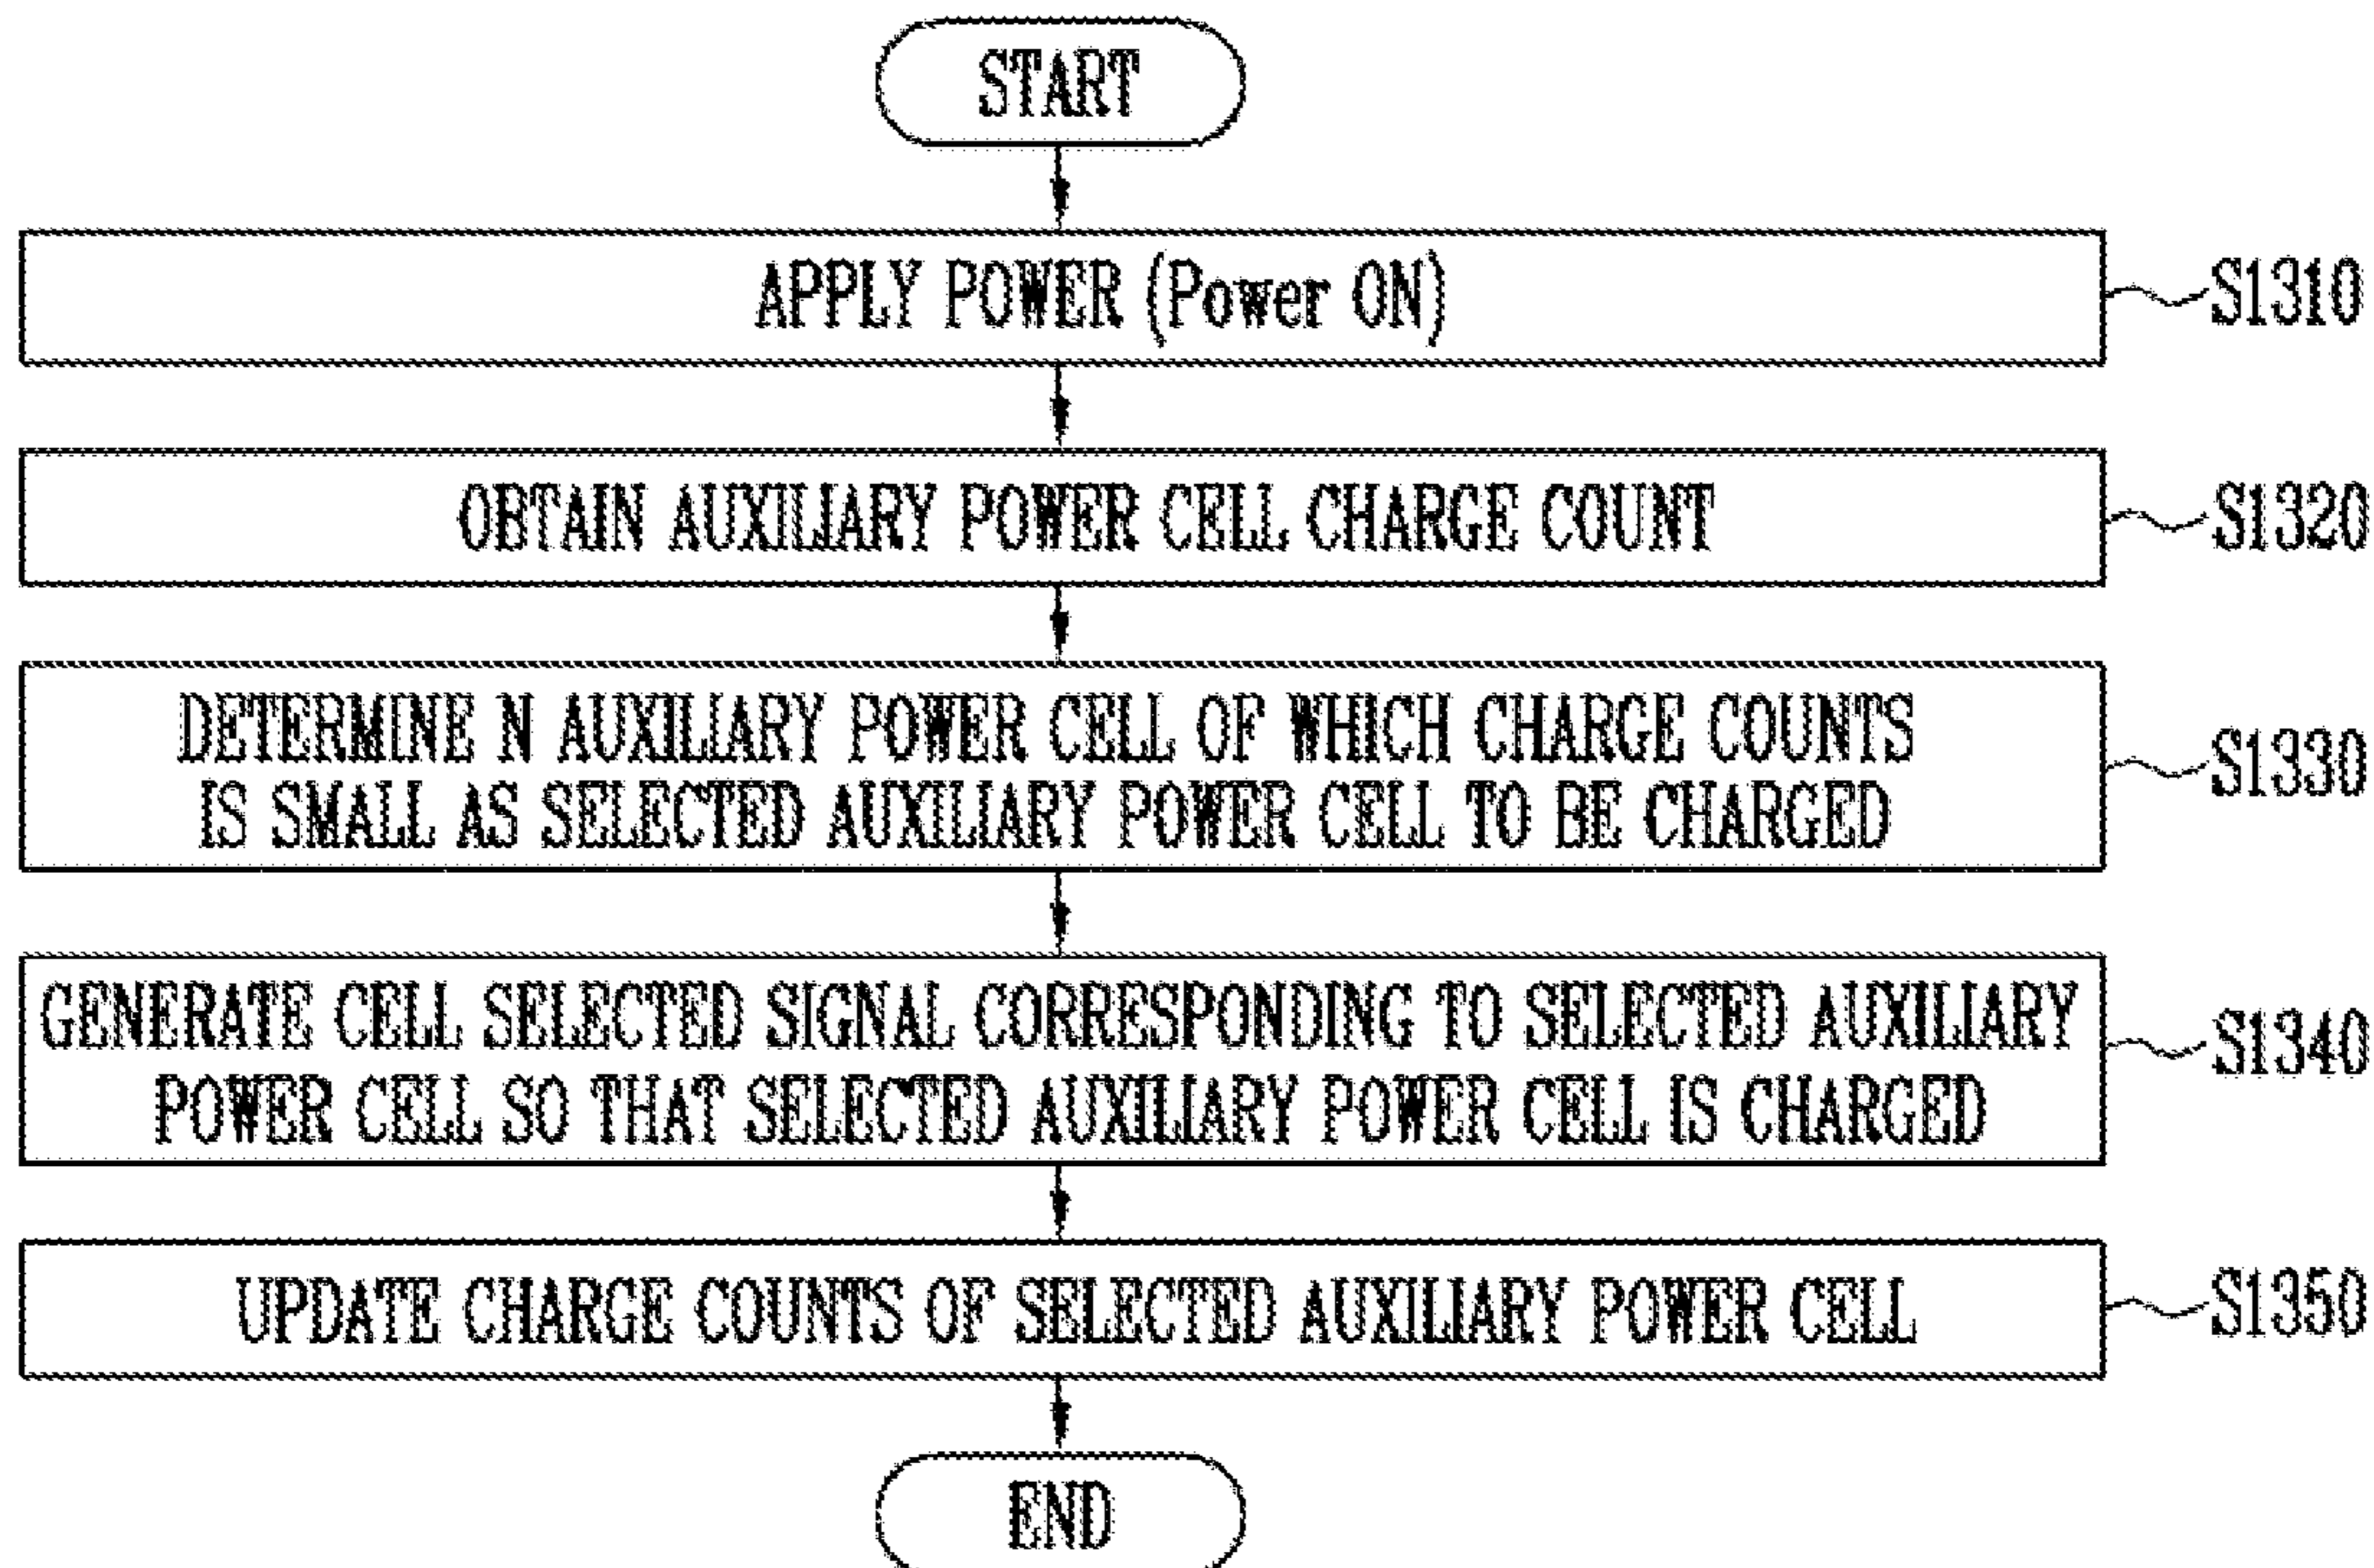 START
APPLY POWER (Power ON)
S1310
OBTAIN AUXILIARY POWER CELL CHARGE COUNT
S1320
DETERMINE N AUXILIARY POWER CELL OF WHICH CHARGE COUNTS
IS SMALL AS SELECTED AUXILIARY POWER CELL TO BE CHARGED
S1330
GENERATE CELL SELECTED SIGNAL CORRESPONDING TO SELECTED AUXILIARY
POWER CELL SO THAT SELECTED AUXILIARY POWER CELL IS CHARGED
S1340
UPDATE CHARGE COUNTS OF SELECTED AUXILIARY POWER CELL
S1350
END